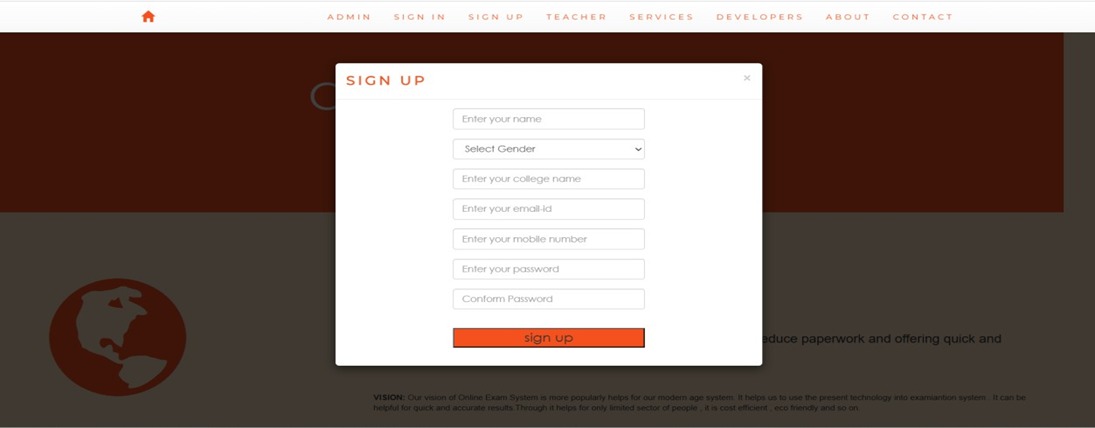 ADMIN SIGN IN SIGN UP TEACHER SERVICES DEVELOPERS ABOUT CONTACT
SIGN UP ×
Enter your name
Select Gender
Enter your college name
Enter your email-id
Enter your mobile number
Enter your password
Conform Password
sign up
educe paperwork and offering quick and
VISION: Our vision of Online Exam System is more popularly helps for our modern age system. It helps us to use the present technology into examsantion system . It can be
helpful for quick and accurate results.Through it helps for only limited sector of people , it is cost efficient , eco friendly and so on.